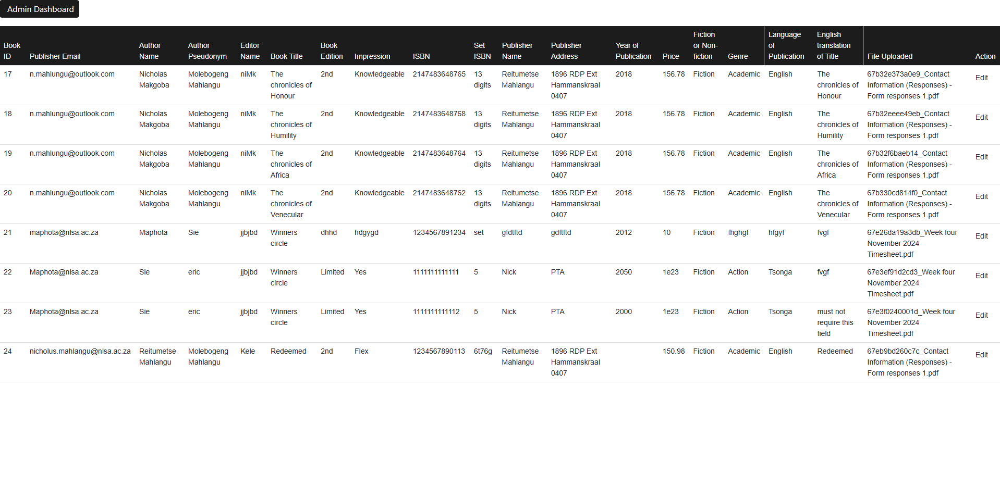 Admin Dashboard
Book ID Publisher Email Author Name Author Pseudonym Editor Name Book Title Book Edition Impression ISBN Set ISBN Publisher Name Publisher Address Year of Publication Price Fiction or Non-fiction Genre Language of Publication English translation of Title File Uploaded Action
17 n.mahlungu@outlook.com Nicholas Makgoba Molebogeng Mahlangu niMk The chronicles of Honour 2nd Knowledgeable 2147483648765 13 digits Reitumetse Mahlangu 1896 RDP Ext Hammanskraal 0407 2018 156.78 Fiction Academic English The chronicles of Honour 67b32e373a0e9_Contact Information (Responses) - Form responses 1.pdf Edit
18 n.mahlungu@outlook.com Nicholas Makgoba Molebogeng Mahlangu niMk The chronicles of Humility 2nd Knowledgeable 2147483648768 13 digits Reitumetse Mahlangu 1896 RDP Ext Hammanskraal 0407 2018 156.78 Fiction Academic English The chronicles of Humility 67b32eeee49eb_Contact Information (Responses) - Form responses 1.pdf Edit
19 n.mahlungu@outlook.com Nicholas Makgoba Molebogeng Mahlangu niMk The chronicles of Africa 2nd Knowledgeable 2147483648764 13 digits Reitumetse Mahlangu 1896 RDP Ext Hammanskraal 0407 2018 156.78 Fiction Academic English The chronicles of Africa 67b32f6baeb14_Contact Information (Responses) - Form responses 1.pdf Edit
20 n.mahlungu@outlook.com Nicholas Makgoba Molebogeng Mahlangu niMk The chronicles of Venecular 2nd Knowledgeable 2147483648762 13 digits Reitumetse Mahlangu 1896 RDP Ext Hammanskraal 0407 2018 156.78 Fiction Academic English The chronicles of Venecular 67b330cd814f0_Contact Information (Responses) - Form responses 1.pdf Edit
21 maphota@nlsa.ac.za Maphota Sie jjbjbd Winners circle dhhd hdgygd 1234567891234 set gfdtftd gdftftd 2012 10 Fiction fhghgf hfgyf fvgf 67e26da19a3db_Week four November 2024 Timesheet.pdf Edit
22 Maphota@nlsa.ac.za Sie eric jjbjbd Winners circle Limited Yes 1111111111111 5 Nick PTA 2050 1e23 Fiction Action Tsonga fvgf 67e3ef91d2cd3_Week four November 2024 Timesheet.pdf Edit
23 Maphota@nlsa.ac.za Sie eric jjbjbd Winners circle Limited Yes 1111111111112 5 Nick PTA 2000 1e23 Fiction Action Tsonga must not require this field 67e3f0240001d_Week four November 2024 Timesheet.pdf Edit
24 nicholus.mahlangu@nlsa.ac.za Reitumetse Mahlangu Molebogeng Mahlangu Kele Redeemed 2nd Flex 1234567890113 6t76g Reitumetse Mahlangu 1896 RDP Ext Hammanskraal 0407 150.98 Fiction Academic English Redeemed 67eb9bd260c7c_Contact Information (Responses) - Form responses 1.pdf Edit